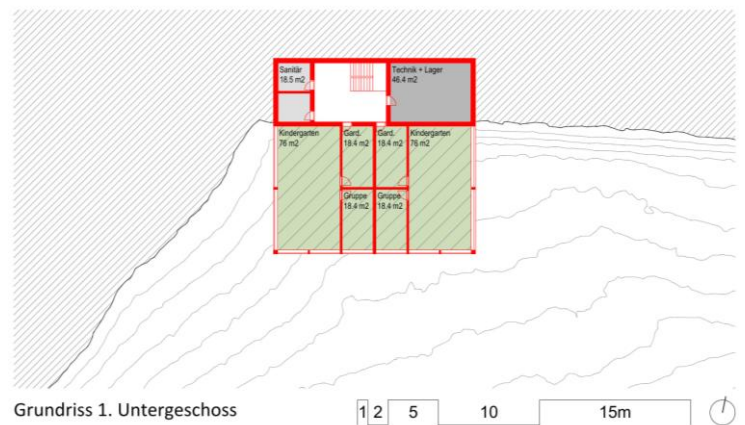 Sanitär
18.5 m2
Technik + Lager
46.4 m2
Kindergarten
76 m2
Gard.
18.4 m2
Gard.
18.4 m2
Kindergarten
76 m2
Gruppe
18.4 m2
Gruppe
18.4 m2
Grundriss 1. Untergeschoss
1 2 5 10 15m